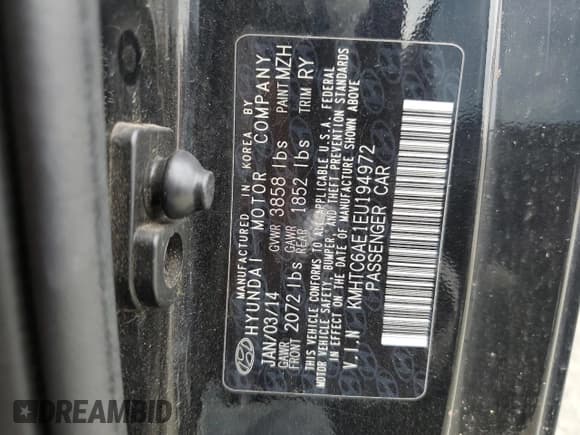 MANUFACTURED IN KOREA BY
HYUNDAI MOTOR COMPANY
JAN/03/14 GVWR 3858 lbs PAINT MZH
GAWR FRONT 2072 lbs GAWR REAR 1852 lbs TRIM RY
THIS VEHICLE CONFORMS TO ALL APPLICABLE U.S.A. FEDERAL
MOTOR VEHICLE SAFETY, BUMPER, AND THEFT PREVENTION STANDARDS
IN EFFECT ON THE DATE OF MANUFACTURE SHOWN ABOVE
V.I.N KMHTC6AE1EU194972
PASSENGER CAR
DREAMBID